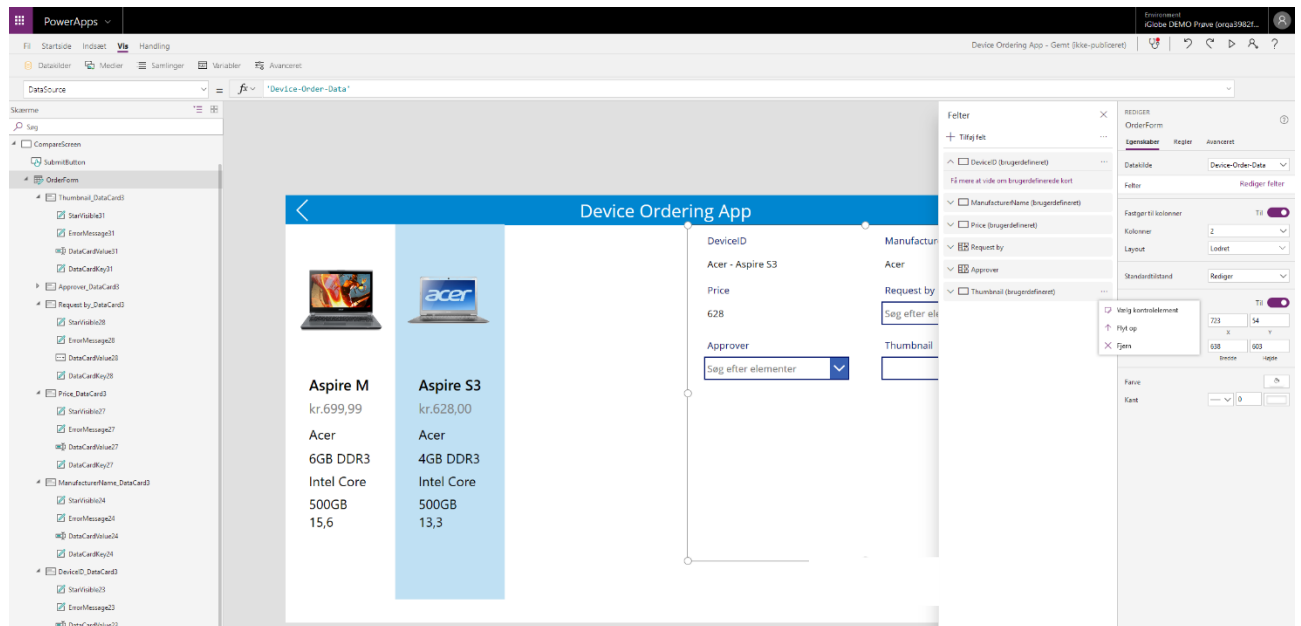 PowerApps
Environment
iGlobe DEMO Prøve (orga3982f...
Fil Startside Indsæt Vis Handling
Device Ordering App - Gemt (ikke-publiceret)
Datakilder Medier Samlinger Variabler Avanceret
DataSource = fx 'Device-Order-Data'
Skærme
Søg
CompareScreen
SubmitButton
OrderForm
Thumbnail_DataCard3
StarVisible31
ErrorMessage31
DataCardValue31
DataCardKey31
Approver_DataCard3
Request by_DataCard3
StarVisible28
ErrorMessage28
DataCardValue28
DataCardKey28
Price_DataCard3
StarVisible27
ErrorMessage27
DataCardValue27
DataCardKey27
ManufacturerName_DataCard3
StarVisible24
ErrorMessage24
DataCardValue24
DataCardKey24
DeviceID_DataCard3
StarVisible23
ErrorMessage23
DataCardValue23
Device Ordering App
acer
Aspire M
kr.699,99
Acer
6GB DDR3
Intel Core
500GB
15,6
Aspire S3
kr.628,00
Acer
4GB DDR3
Intel Core
500GB
13,3
DeviceID
Acer - Aspire S3
Manufactur
Acer
Price
628
Request by
Søg efter ele
Approver
Søg efter elementer
Thumbnail
Felter
Tilføj felt
DeviceID (brugerdefineret)
Få mere at vide om brugerdefinerede kort
ManufacturerName (brugerdefineret)
Price (brugerdefineret)
Request by
Approver
Thumbnail (brugerdefineret)
Vælg kontrolelement
Flyt op
Fjern
REDIGER
OrderForm
Egenskaber Regler Avanceret
Datakilde Device-Order-Data
Felter Rediger felter
Fastgør til kolonner Til
Kolonner 2
Layout Lodret
Standardtilstand Rediger
Til
723 54
X Y
638 603
Bredde Højde
Farve
Kant 0